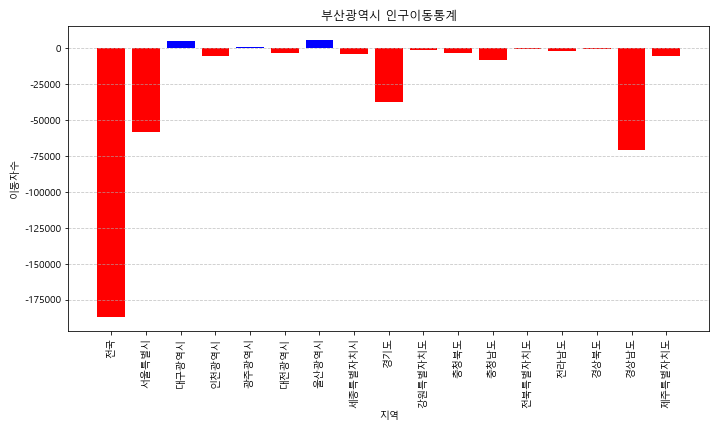 부산광역시 인구이동통계
이동자수
0
-25000
-50000
-75000
-100000
-125000
-150000
-175000
전국
서울특별시
대구광역시
인천광역시
광주광역시
대전광역시
울산광역시
세종특별자치시
경기도
강원특별자치도
충청북도
충청남도
전북특별자치도
전라남도
경상북도
경상남도
제주특별자치도
지역